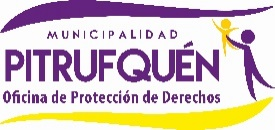 MUNICIPALIDAD
PITRUFQUÉN
Oficina de Protección de Derechos